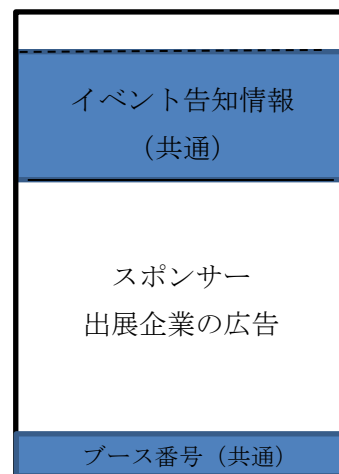 イベント告知情報
（共通）
スポンサー
出展企業の広告
ブース番号（共通）